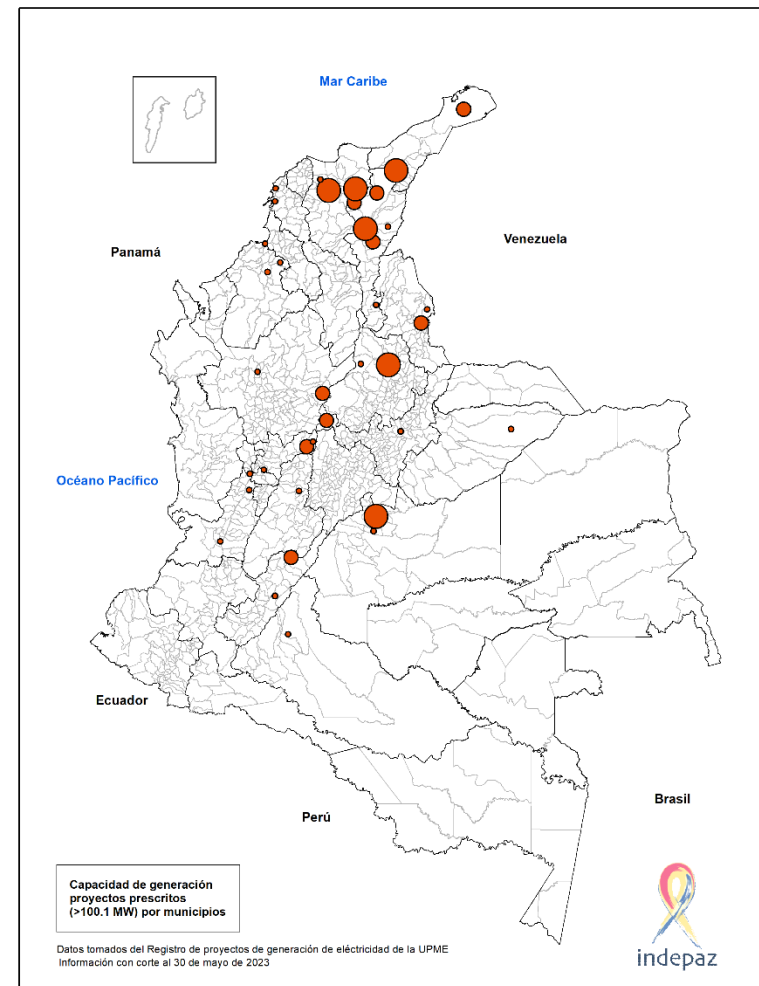 Mar Caribe
Panamá
Venezuela
Océano Pacífico
Ecuador
Perú
Brasil
Capacidad de generación
proyectos prescritos
(>100.1 MW) por municipios
Datos tomados del Registro de proyectos de generación de eléctricidad de la UPME
Información con corte al 30 de mayo de 2023
indepaz